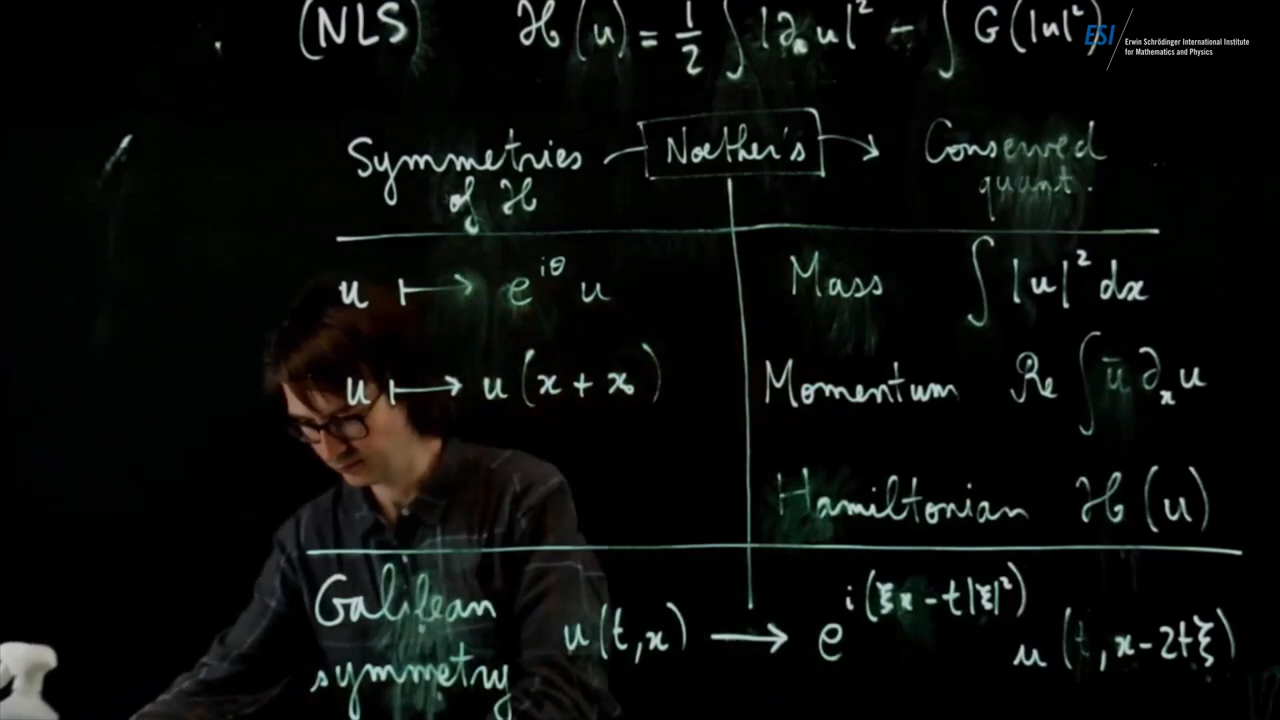 (NLS) ℋ(u) = 1/2 ∫ |∂ₓu|² − ∫ G(|u|²)
ESI Erwin Schrödinger International Institute
for Mathematics and Physics
Symmetries of ℋ — Noether's → Conserved quant.
u ↦ e^{iθ} u Mass ∫ |u|² dx
u ↦ u(x + x₀) Momentum Re ∫ ū ∂ₓu
Hamiltonian ℋ(u)
Galilean symmetry u(t,x) → e^{i(ξx − t|ξ|²)} u(t, x−2tξ)